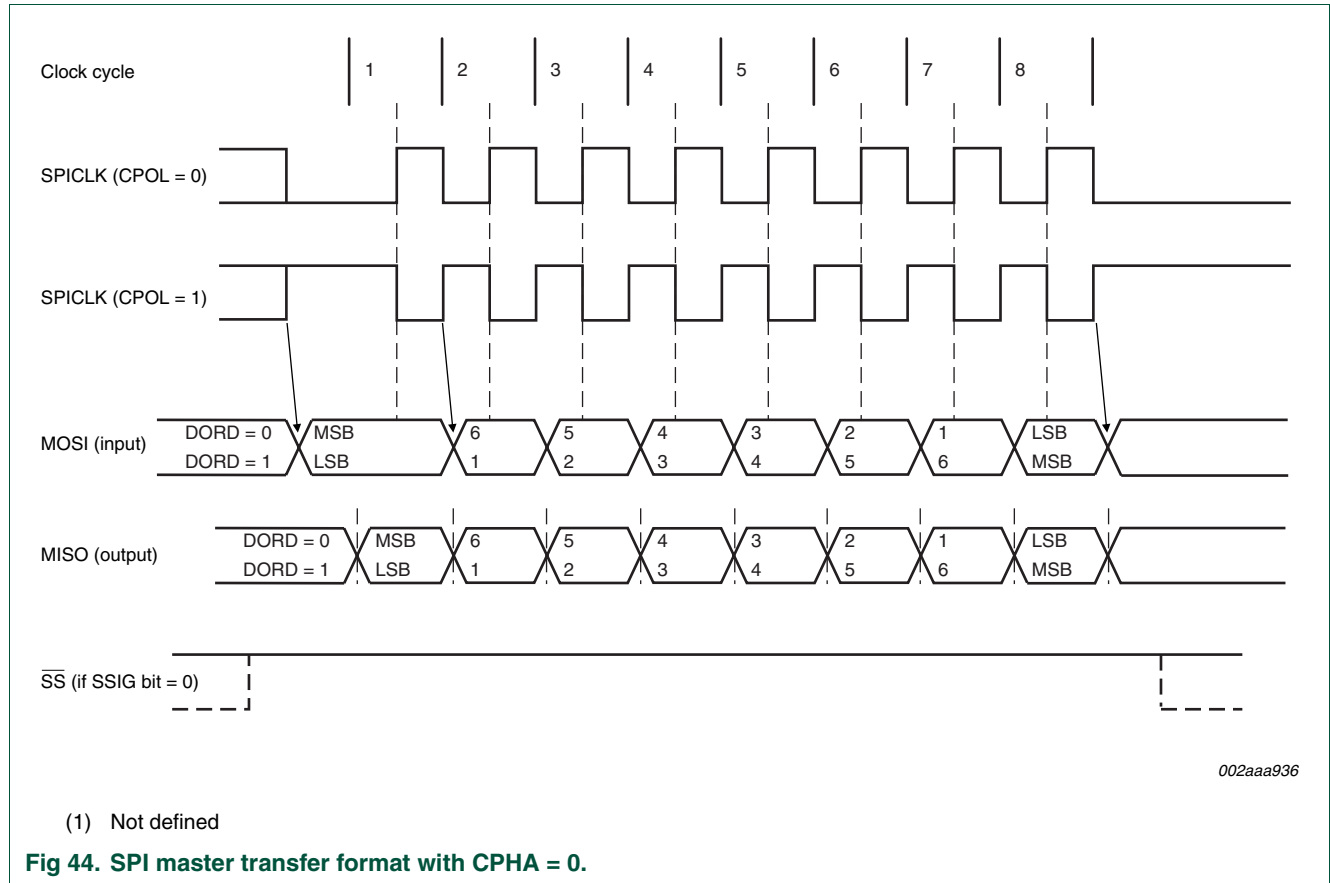 Clock cycle 1 2 3 4 5 6 7 8
SPICLK (CPOL = 0)
SPICLK (CPOL = 1)
MOSI (input)
DORD = 0 MSB 6 5 4 3 2 1 LSB
DORD = 1 LSB 1 2 3 4 5 6 MSB
MISO (output)
DORD = 0 MSB 6 5 4 3 2 1 LSB
DORD = 1 LSB 1 2 3 4 5 6 MSB
S̅S̅ (if SSIG bit = 0)
002aaa936
(1) Not defined
Fig 44. SPI master transfer format with CPHA = 0.